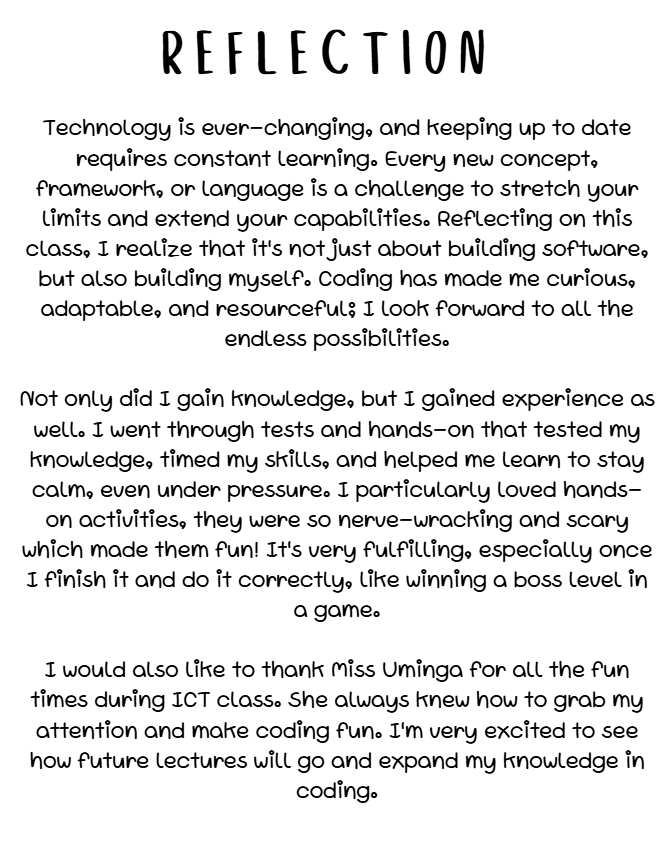 REFLECTION
Technology is ever-changing, and keeping up to date
requires constant learning. Every new concept,
framework, or language is a challenge to stretch your
limits and extend your capabilities. Reflecting on this
class, I realize that it's not just about building software,
but also building myself. Coding has made me curious,
adaptable, and resourceful; I look forward to all the
endless possibilities.
Not only did I gain knowledge, but I gained experience as
well. I went through tests and hands-on that tested my
knowledge, timed my skills, and helped me learn to stay
calm, even under pressure. I particularly loved hands-
on activities, they were so nerve-wracking and scary
which made them fun! It's very fulfilling, especially once
I finish it and do it correctly, like winning a boss level in
a game.
I would also like to thank Miss Uminga for all the fun
times during ICT class. She always knew how to grab my
attention and make coding fun. I'm very excited to see
how future lectures will go and expand my knowledge in
coding.